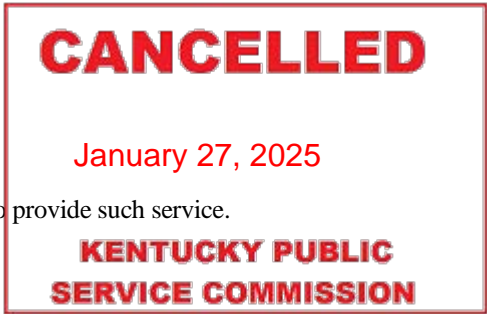 CANCELLED
January 27, 2025
provide such service.
KENTUCKY PUBLIC
SERVICE COMMISSION